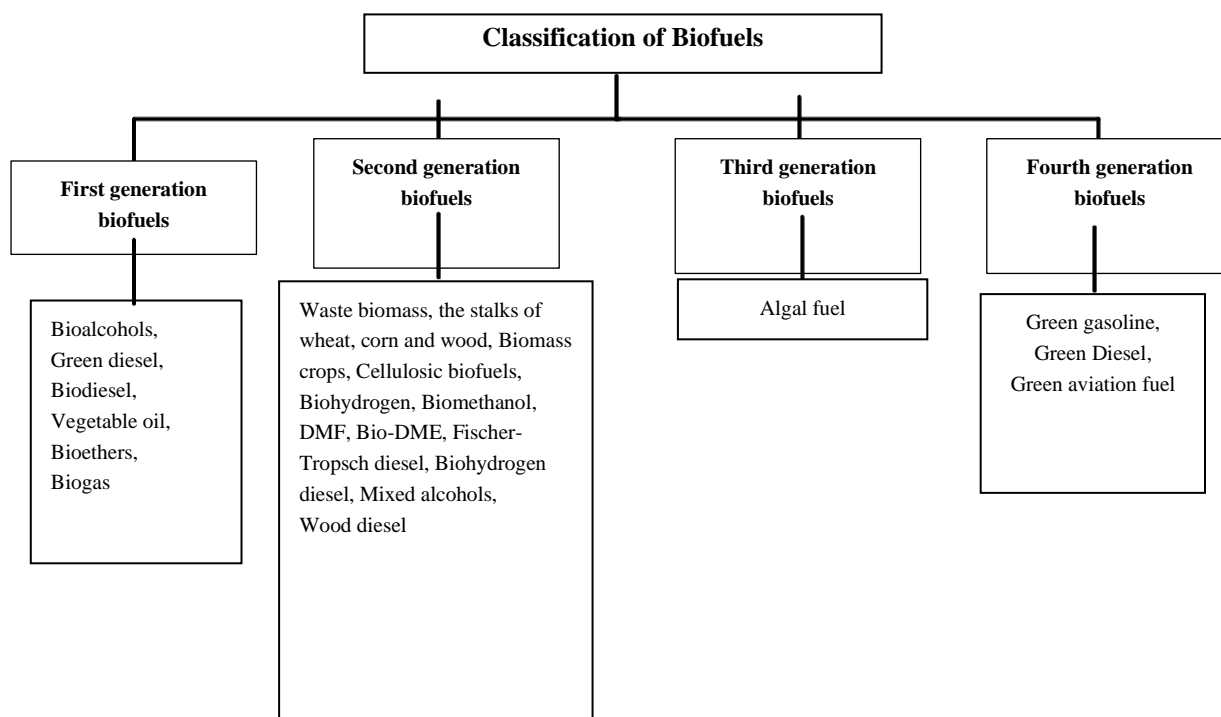 Classification of Biofuels
First generation
biofuels
Second generation
biofuels
Third generation
biofuels
Fourth generation
biofuels
Bioalcohols,
Green diesel,
Biodiesel,
Vegetable oil,
Bioethers,
Biogas
Waste biomass, the stalks of
wheat, corn and wood, Biomass
crops, Cellulosic biofuels,
Biohydrogen, Biomethanol,
DMF, Bio-DME, Fischer-
Tropsch diesel, Biohydrogen
diesel, Mixed alcohols,
Wood diesel
Algal fuel
Green gasoline,
Green Diesel,
Green aviation fuel